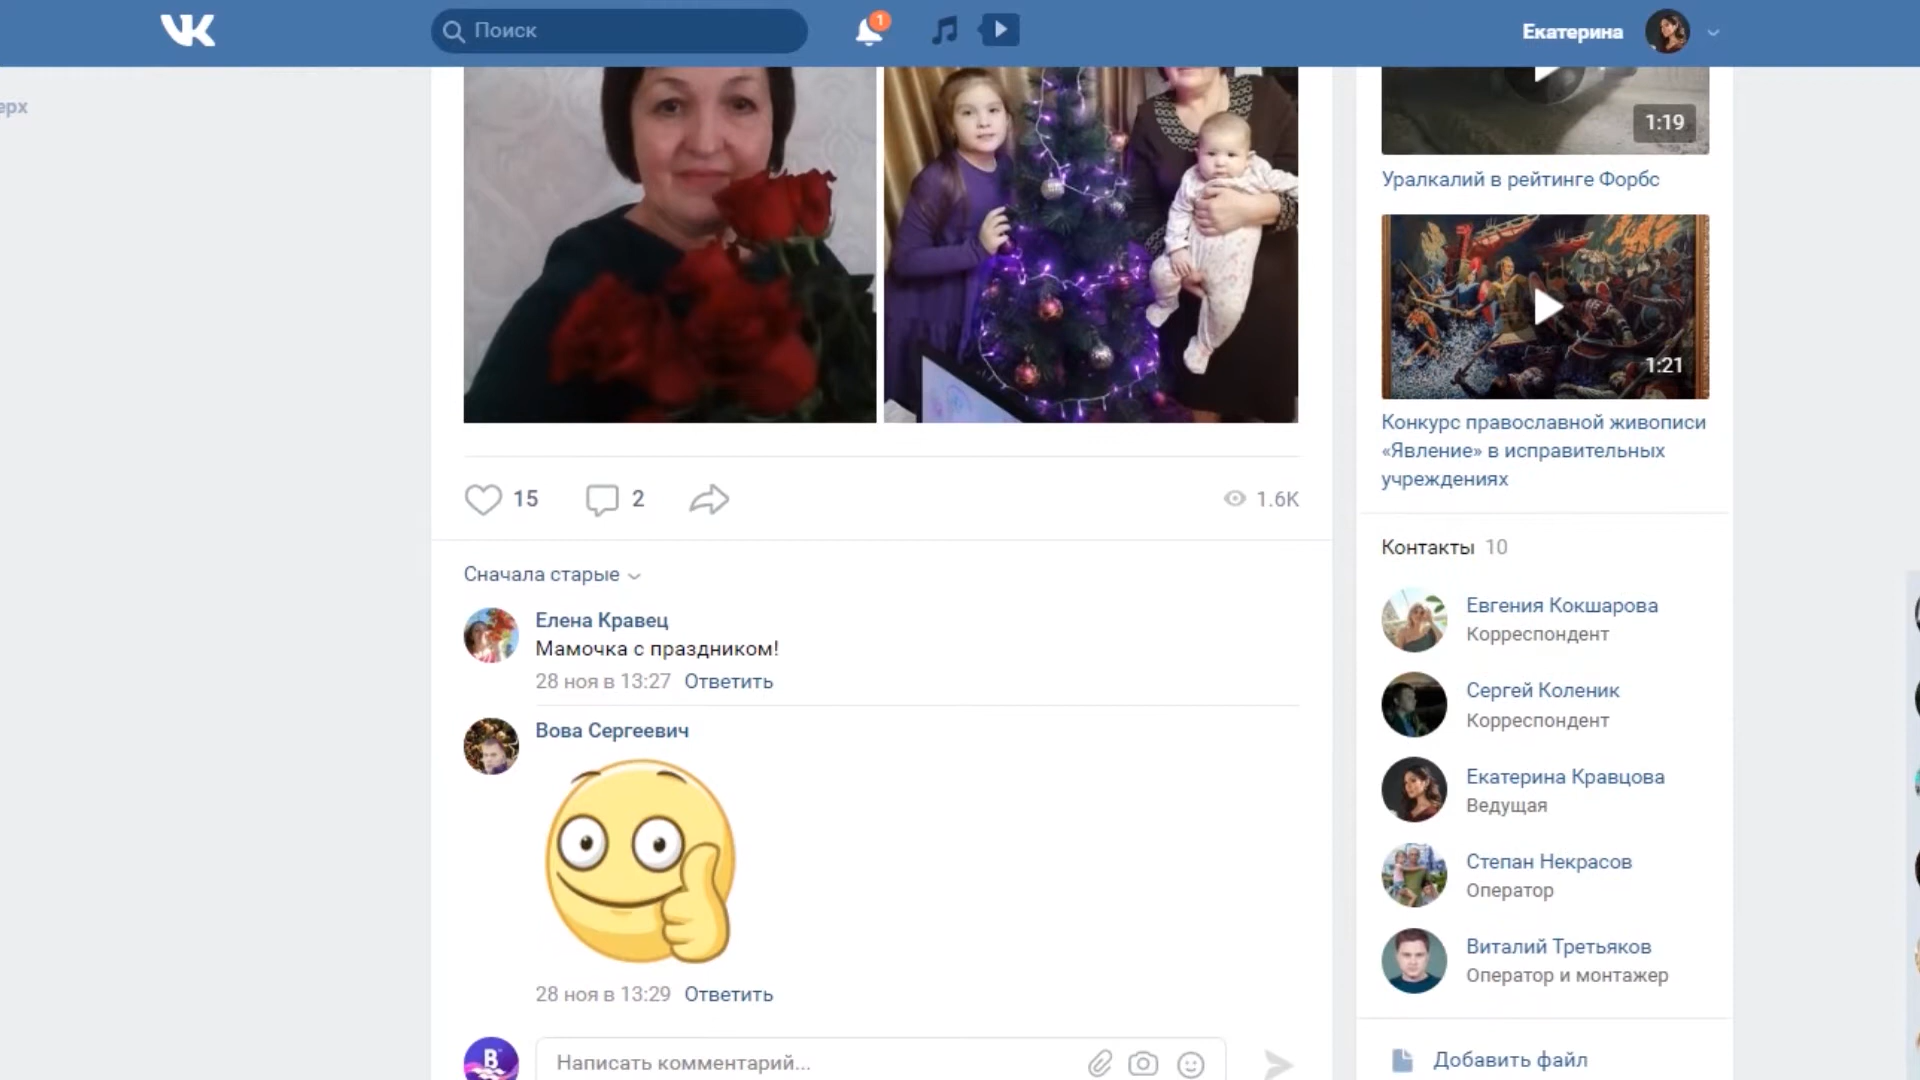 Поиск
1
Екатерина
ерх
1:19
Уралкалий в рейтинге Форбс
1:21
Конкурс православной живописи
«Явление» в исправительных
учреждениях
15
2
1.6K
Сначала старые
Елена Кравец
Мамочка с праздником!
28 ноя в 13:27 Ответить
Вова Сергеевич
28 ноя в 13:29 Ответить
В
Написать комментарий...
Контакты 10
Евгения Кокшарова
Корреспондент
Сергей Коленик
Корреспондент
Екатерина Кравцова
Ведущая
Степан Некрасов
Оператор
Виталий Третьяков
Оператор и монтажер
Добавить файл